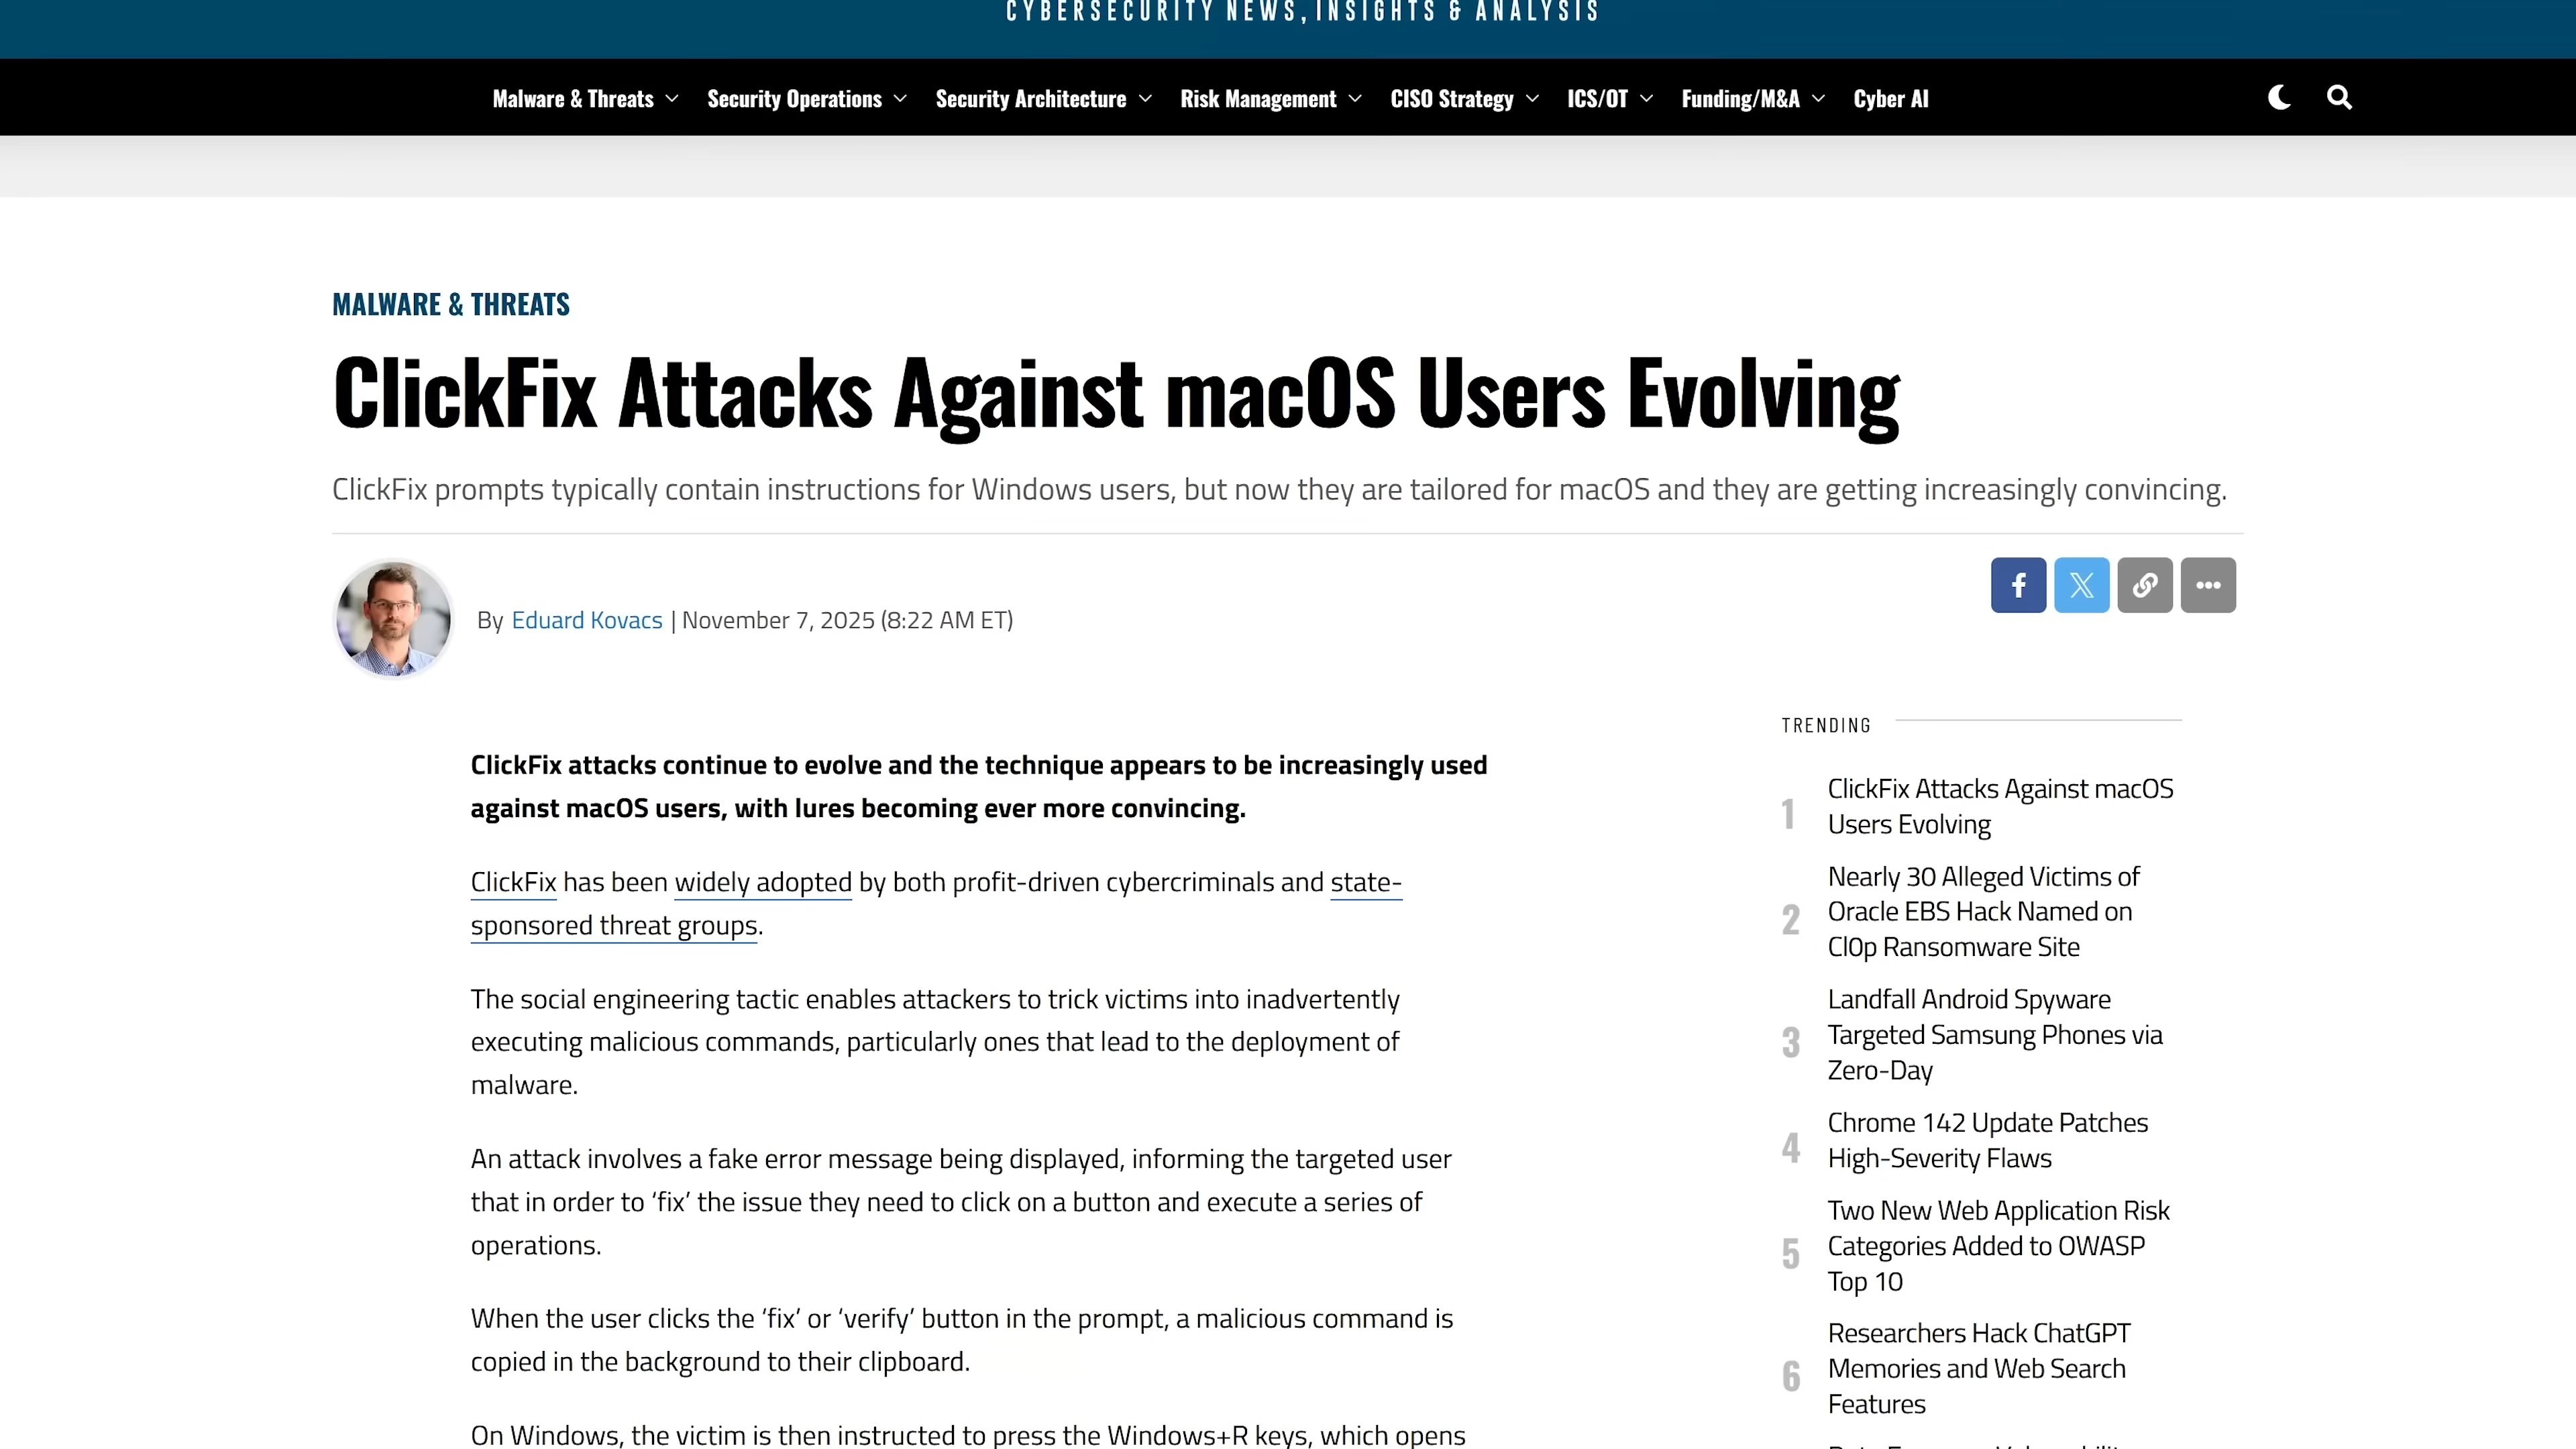 CYBERSECURITY NEWS, INSIGHTS & ANALYSIS
Malware & Threats
Security Operations
Security Architecture
Risk Management
CISO Strategy
ICS/OT
Funding/M&A
Cyber AI
MALWARE & THREATS
ClickFix Attacks Against macOS Users Evolving
ClickFix prompts typically contain instructions for Windows users, but now they are tailored for macOS and they are getting increasingly convincing.
By Eduard Kovacs | November 7, 2025 (8:22 AM ET)
ClickFix attacks continue to evolve and the technique appears to be increasingly used
against macOS users, with lures becoming ever more convincing.
ClickFix has been widely adopted by both profit-driven cybercriminals and state-
sponsored threat groups.
The social engineering tactic enables attackers to trick victims into inadvertently
executing malicious commands, particularly ones that lead to the deployment of
malware.
An attack involves a fake error message being displayed, informing the targeted user
that in order to ‘fix’ the issue they need to click on a button and execute a series of
operations.
When the user clicks the ‘fix’ or ‘verify’ button in the prompt, a malicious command is
copied in the background to their clipboard.
On Windows, the victim is then instructed to press the Windows+R keys, which opens
TRENDING
1
ClickFix Attacks Against macOS
Users Evolving
2
Nearly 30 Alleged Victims of
Oracle EBS Hack Named on
Cl0p Ransomware Site
3
Landfall Android Spyware
Targeted Samsung Phones via
Zero-Day
4
Chrome 142 Update Patches
High-Severity Flaws
5
Two New Web Application Risk
Categories Added to OWASP
Top 10
6
Researchers Hack ChatGPT
Memories and Web Search
Features